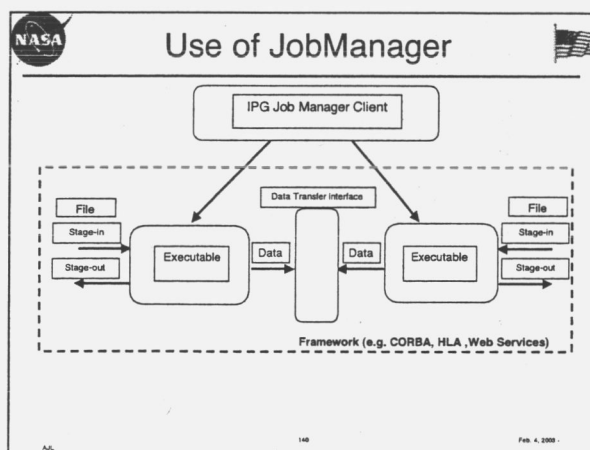 NASA
Use of JobManager
IPG Job Manager Client
Data Transfer Interface
File
Stage-in
Stage-out
Executable
Data
Data
Executable
File
Stage-in
Stage-out
Framework (e.g. CORBA, HLA ,Web Services)
AJL
148
Feb. 4, 2003 -